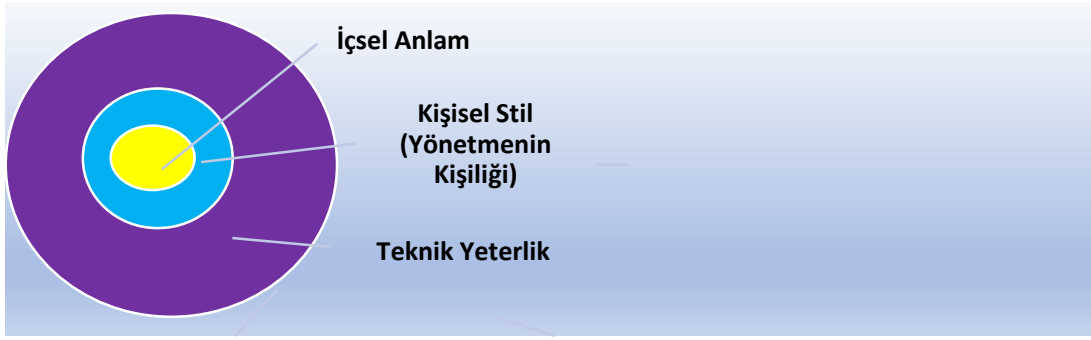 İçsel Anlam
Kişisel Stil
(Yönetmenin
Kişiliği)
Teknik Yeterlik